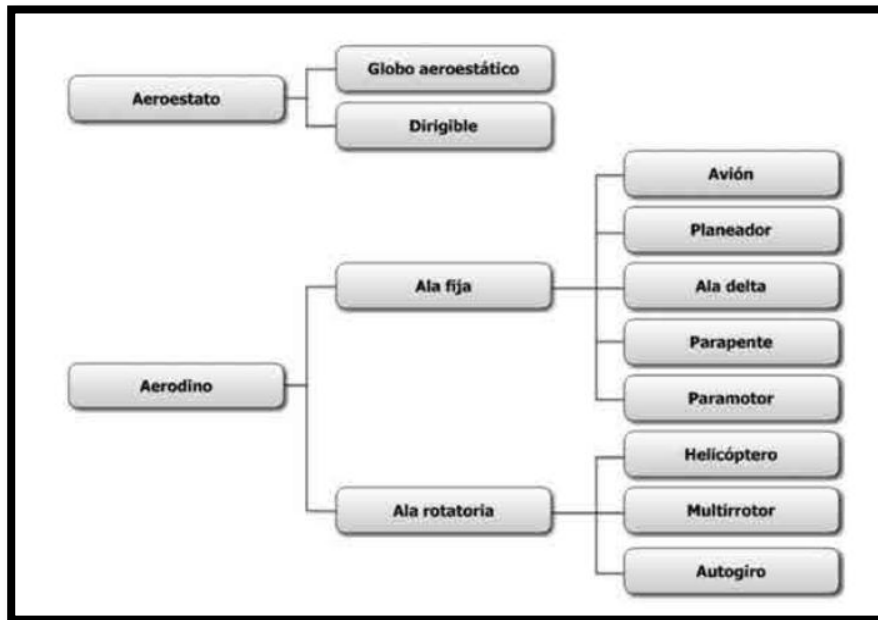 Aeroestato
Globo aeroestático
Dirigible
Aerodino
Ala fija
Avión
Planeador
Ala delta
Parapente
Paramotor
Ala rotatoria
Helicóptero
Multirrotor
Autogiro